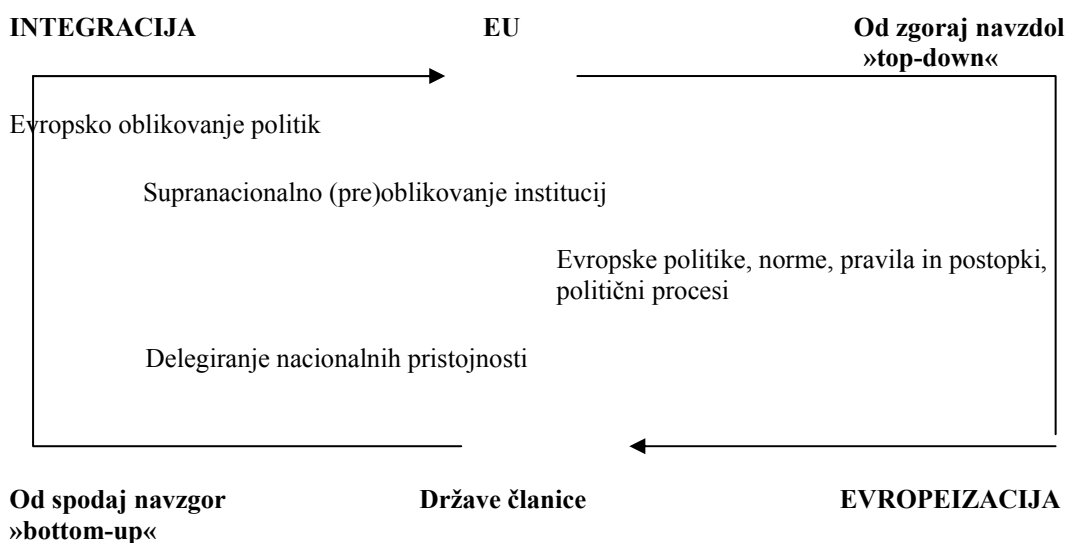 INTEGRACIJA EU Od zgoraj navzdol
»top-down«
Evropsko oblikovanje politik
Supranacionalno (pre)oblikovanje institucij
Evropske politike, norme, pravila in postopki,
politični procesi
Delegiranje nacionalnih pristojnosti
Od spodaj navzgor Države članice EVROPEIZACIJA
»bottom-up«